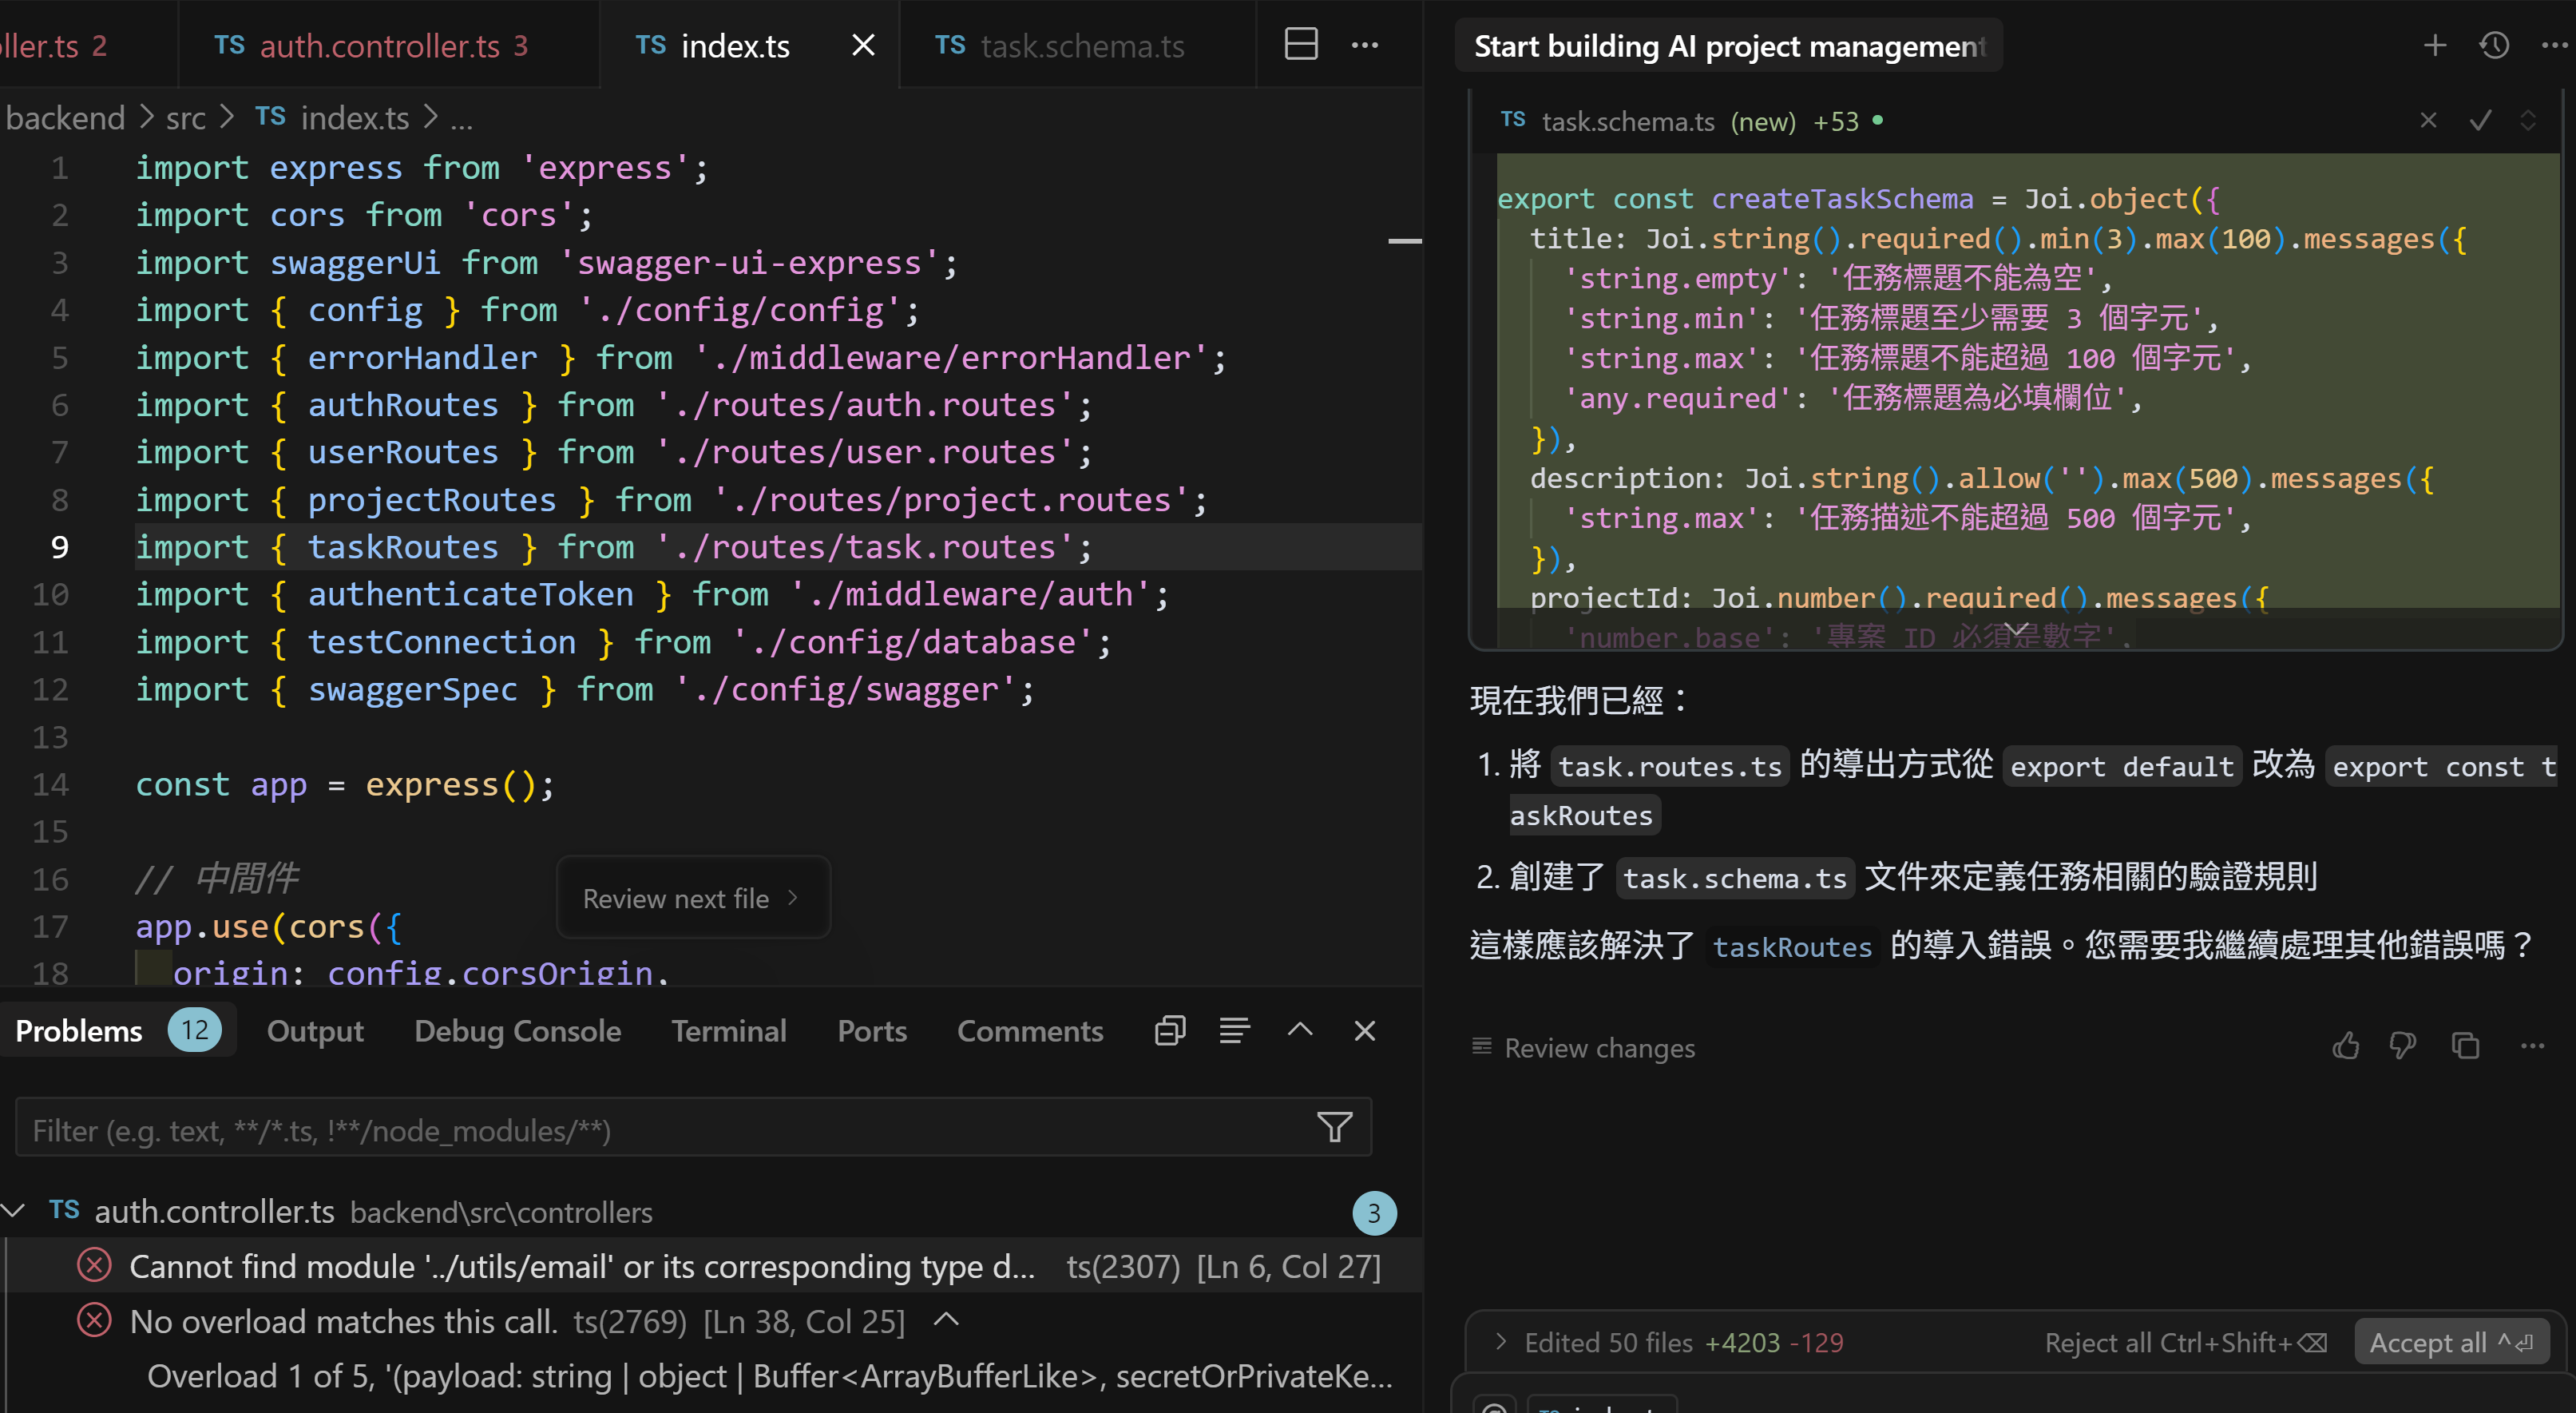 ller.ts 2
TS auth.controller.ts 3
TS index.ts
TS task.schema.ts
backend > src > TS index.ts > ...
1 import express from 'express';
2 import cors from 'cors';
3 import swaggerUi from 'swagger-ui-express';
4 import { config } from './config/config';
5 import { errorHandler } from './middleware/errorHandler';
6 import { authRoutes } from './routes/auth.routes';
7 import { userRoutes } from './routes/user.routes';
8 import { projectRoutes } from './routes/project.routes';
9 import { taskRoutes } from './routes/task.routes';
10 import { authenticateToken } from './middleware/auth';
11 import { testConnection } from './config/database';
12 import { swaggerSpec } from './config/swagger';
13
14 const app = express();
15
16 // 中間件
17 app.use(cors({
18 origin: config.corsOrigin,
Review next file >
Problems 12
Output
Debug Console
Terminal
Ports
Comments
Filter (e.g. text, **/*.ts, !**/node_modules/**)
TS auth.controller.ts backend\src\controllers 3
Cannot find module '../utils/email' or its corresponding type d... ts(2307) [Ln 6, Col 27]
No overload matches this call. ts(2769) [Ln 38, Col 25]
Overload 1 of 5, '(payload: string | object | Buffer<ArrayBufferLike>, secretOrPrivateKe...
Start building AI project management
TS task.schema.ts (new) +53
export const createTaskSchema = Joi.object({
title: Joi.string().required().min(3).max(100).messages({
'string.empty': '任務標題不能為空',
'string.min': '任務標題至少需要 3 個字元',
'string.max': '任務標題不能超過 100 個字元',
'any.required': '任務標題為必填欄位',
}),
description: Joi.string().allow('').max(500).messages({
'string.max': '任務描述不能超過 500 個字元',
}),
projectId: Joi.number().required().messages({
'number.base': '專案 ID 必須是數字',
現在我們已經：
1. 將 task.routes.ts 的導出方式從 export default 改為 export const t
askRoutes
2. 創建了 task.schema.ts 文件來定義任務相關的驗證規則
這樣應該解決了 taskRoutes 的導入錯誤。您需要我繼續處理其他錯誤嗎？
Review changes
> Edited 50 files +4203 -129
Reject all Ctrl+Shift+⌫
Accept all ^⏎